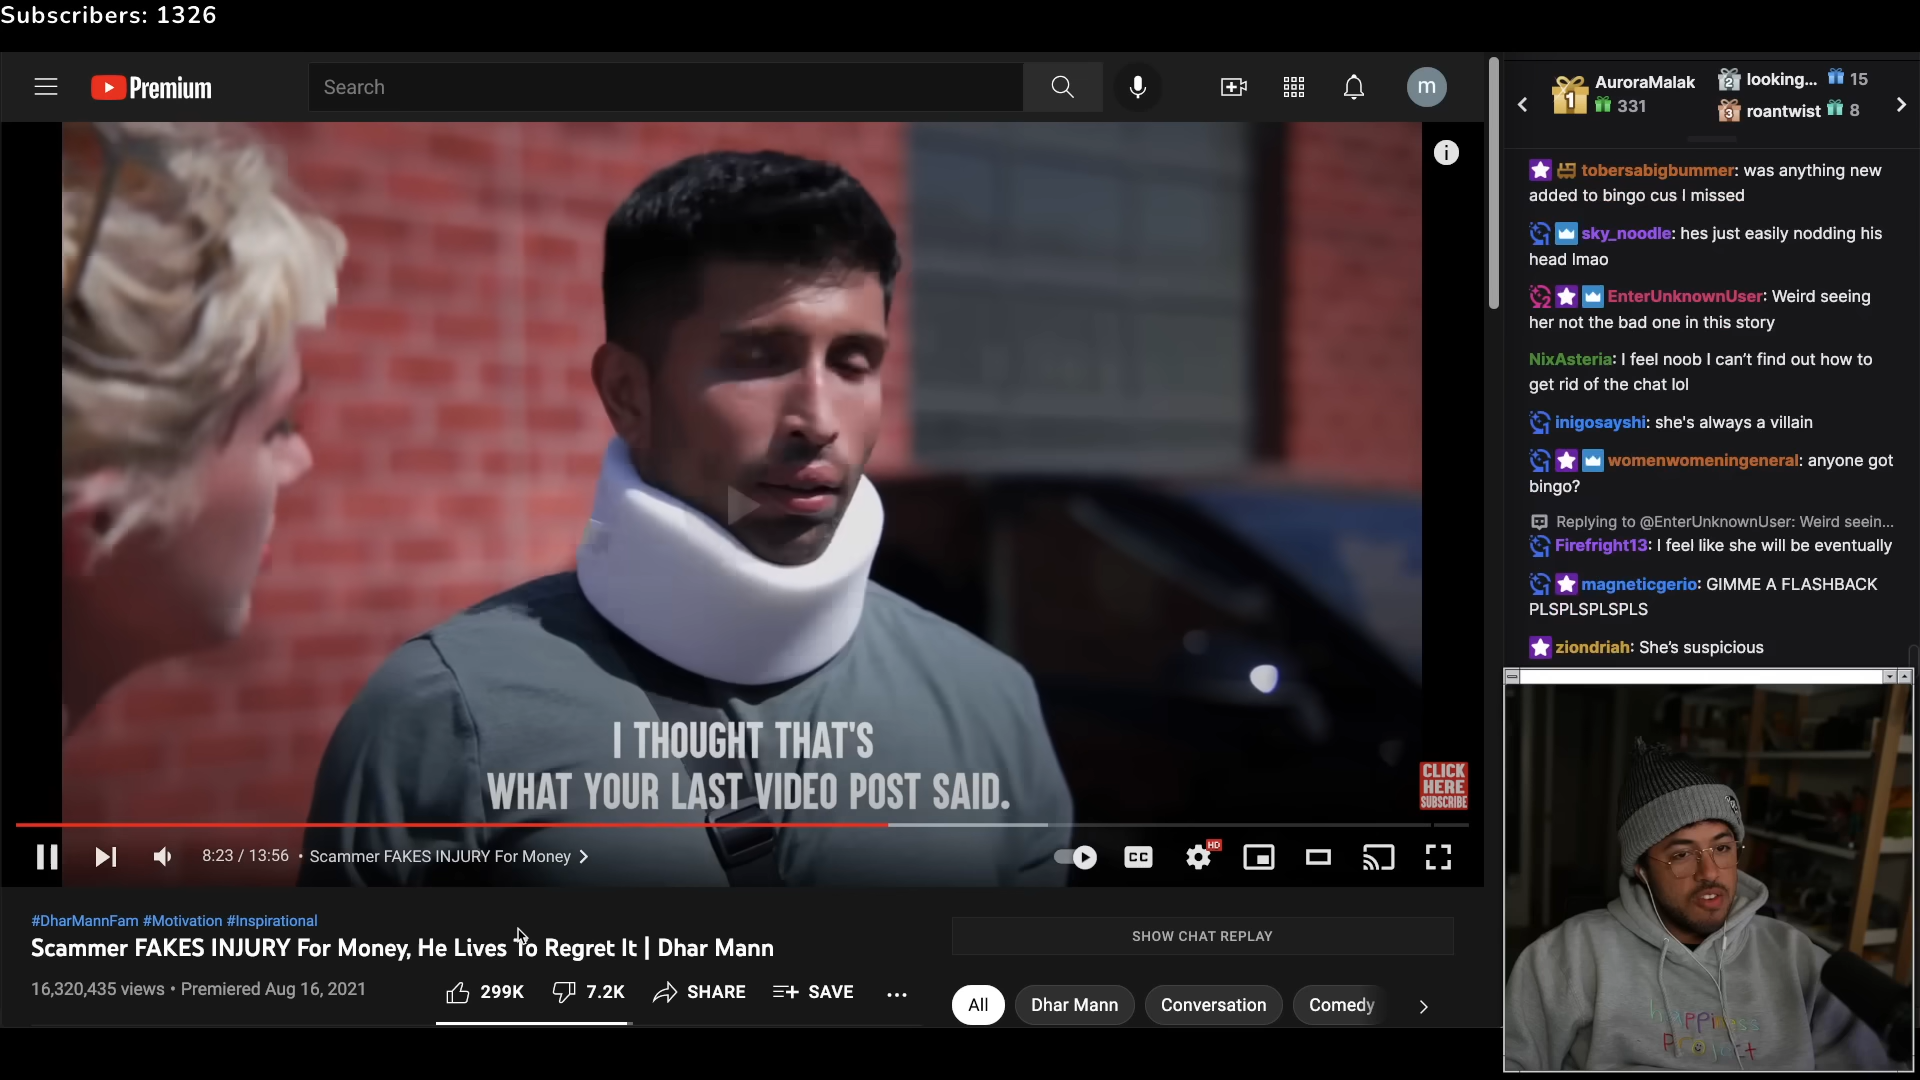 Subscribers: 1326
Premium
Search
m
1
AuroraMalak
331
2
looking...
15
3
roantwist
8
tobersabigbummer: was anything new
added to bingo cus I missed
sky_noodle: hes just easily nodding his
head lmao
EnterUnknownUser: Weird seeing
her not the bad one in this story
NixAsteria: I feel noob I can't find out how to
get rid of the chat lol
inigosayshi: she's always a villain
womenwomeningeneral: anyone got
bingo?
Replying to @EnterUnknownUser: Weird seein...
Firefright13: I feel like she will be eventually
magneticgerio: GIMME A FLASHBACK
PLSPLSPLSPLS
ziondriah: She's suspicious
I THOUGHT THAT'S
WHAT YOUR LAST VIDEO POST SAID.
CLICK
HERE
SUBSCRIBE
8:23 / 13:56 • Scammer FAKES INJURY For Money
CC
HD
#DharMannFam #Motivation #Inspirational
Scammer FAKES INJURY For Money, He Lives To Regret It | Dhar Mann
16,320,435 views • Premiered Aug 16, 2021
299K
7.2K
SHARE
SAVE
SHOW CHAT REPLAY
All
Dhar Mann
Conversation
Comedy
happiness
project